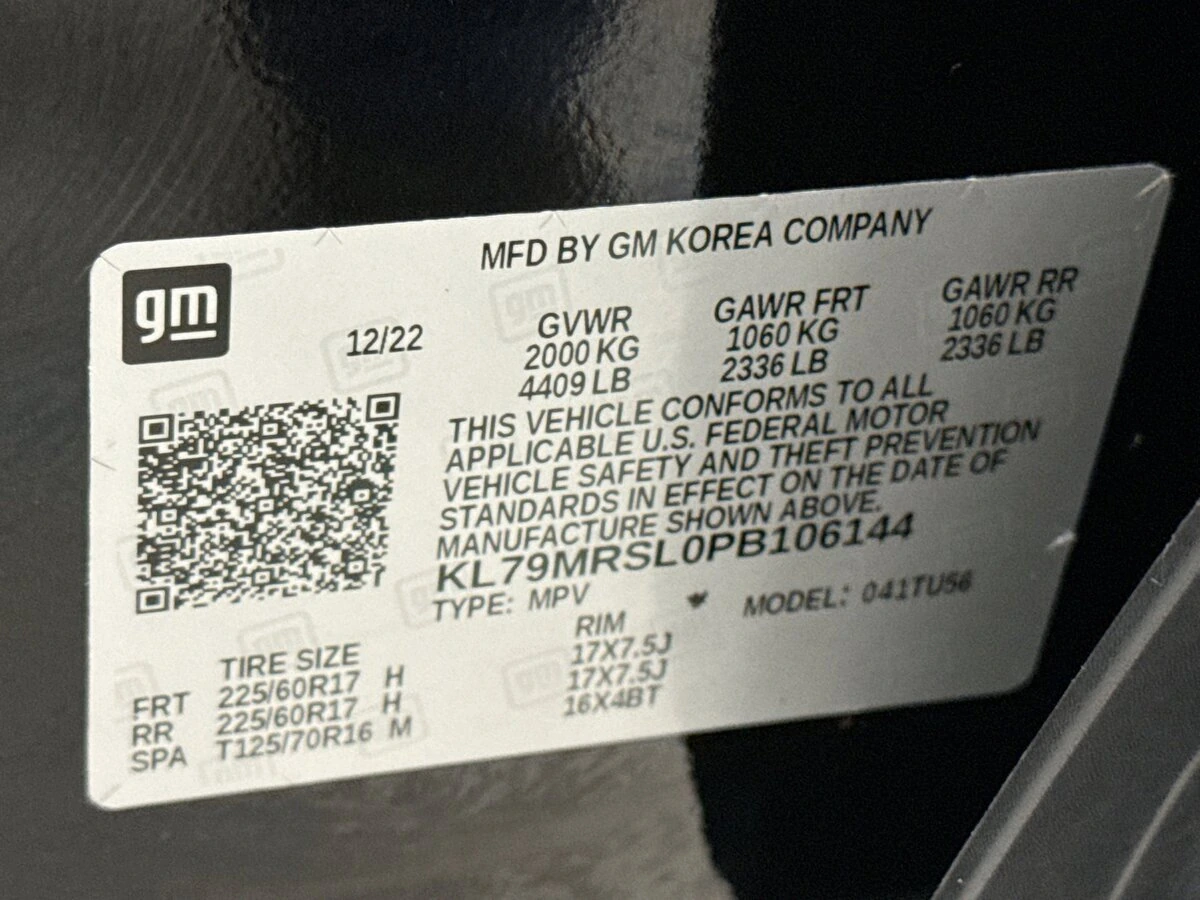 MFD BY GM KOREA COMPANY
gm
12/22
GVWR GAWR FRT GAWR RR
2000 KG 1060 KG 1060 KG
4409 LB 2336 LB 2336 LB
THIS VEHICLE CONFORMS TO ALL
APPLICABLE U.S. FEDERAL MOTOR
VEHICLE SAFETY AND THEFT PREVENTION
STANDARDS IN EFFECT ON THE DATE OF
MANUFACTURE SHOWN ABOVE.
KL79MRSL0PB106144
TYPE: MPV MODEL: 041TU56
TIRE SIZE RIM
FRT 225/60R17 H 17X7.5J
RR 225/60R17 H 17X7.5J
SPA T125/70R16 M 16X4BT